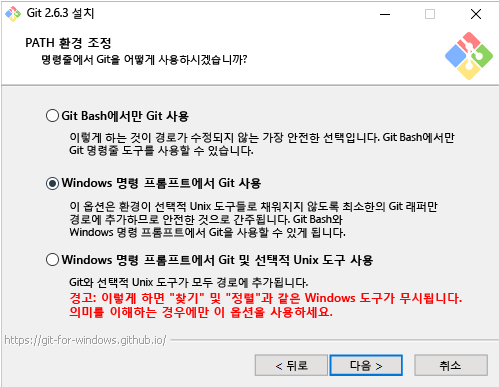 Git 2.6.3 설치
PATH 환경 조정
명령줄에서 Git을 어떻게 사용하시겠습니까?
Git Bash에서만 Git 사용
이렇게 하는 것이 경로가 수정되지 않는 가장 안전한 선택입니다. Git Bash에서만
Git 명령줄 도구를 사용할 수 있습니다.
Windows 명령 프롬프트에서 Git 사용
이 옵션은 환경이 선택적 Unix 도구들로 채워지지 않도록 최소한의 Git 래퍼만
경로에 추가하므로 안전한 것으로 간주됩니다. Git Bash와
Windows 명령 프롬프트에서 Git을 사용할 수 있게 됩니다.
Windows 명령 프롬프트에서 Git 및 선택적 Unix 도구 사용
Git와 선택적 Unix 도구가 모두 경로에 추가됩니다.
경고: 이렇게 하면 "찾기" 및 "정렬"과 같은 Windows 도구가 무시됩니다.
의미를 이해하는 경우에만 이 옵션을 사용하세요.
https://git-for-windows.github.io/
< 뒤로
다음 >
취소